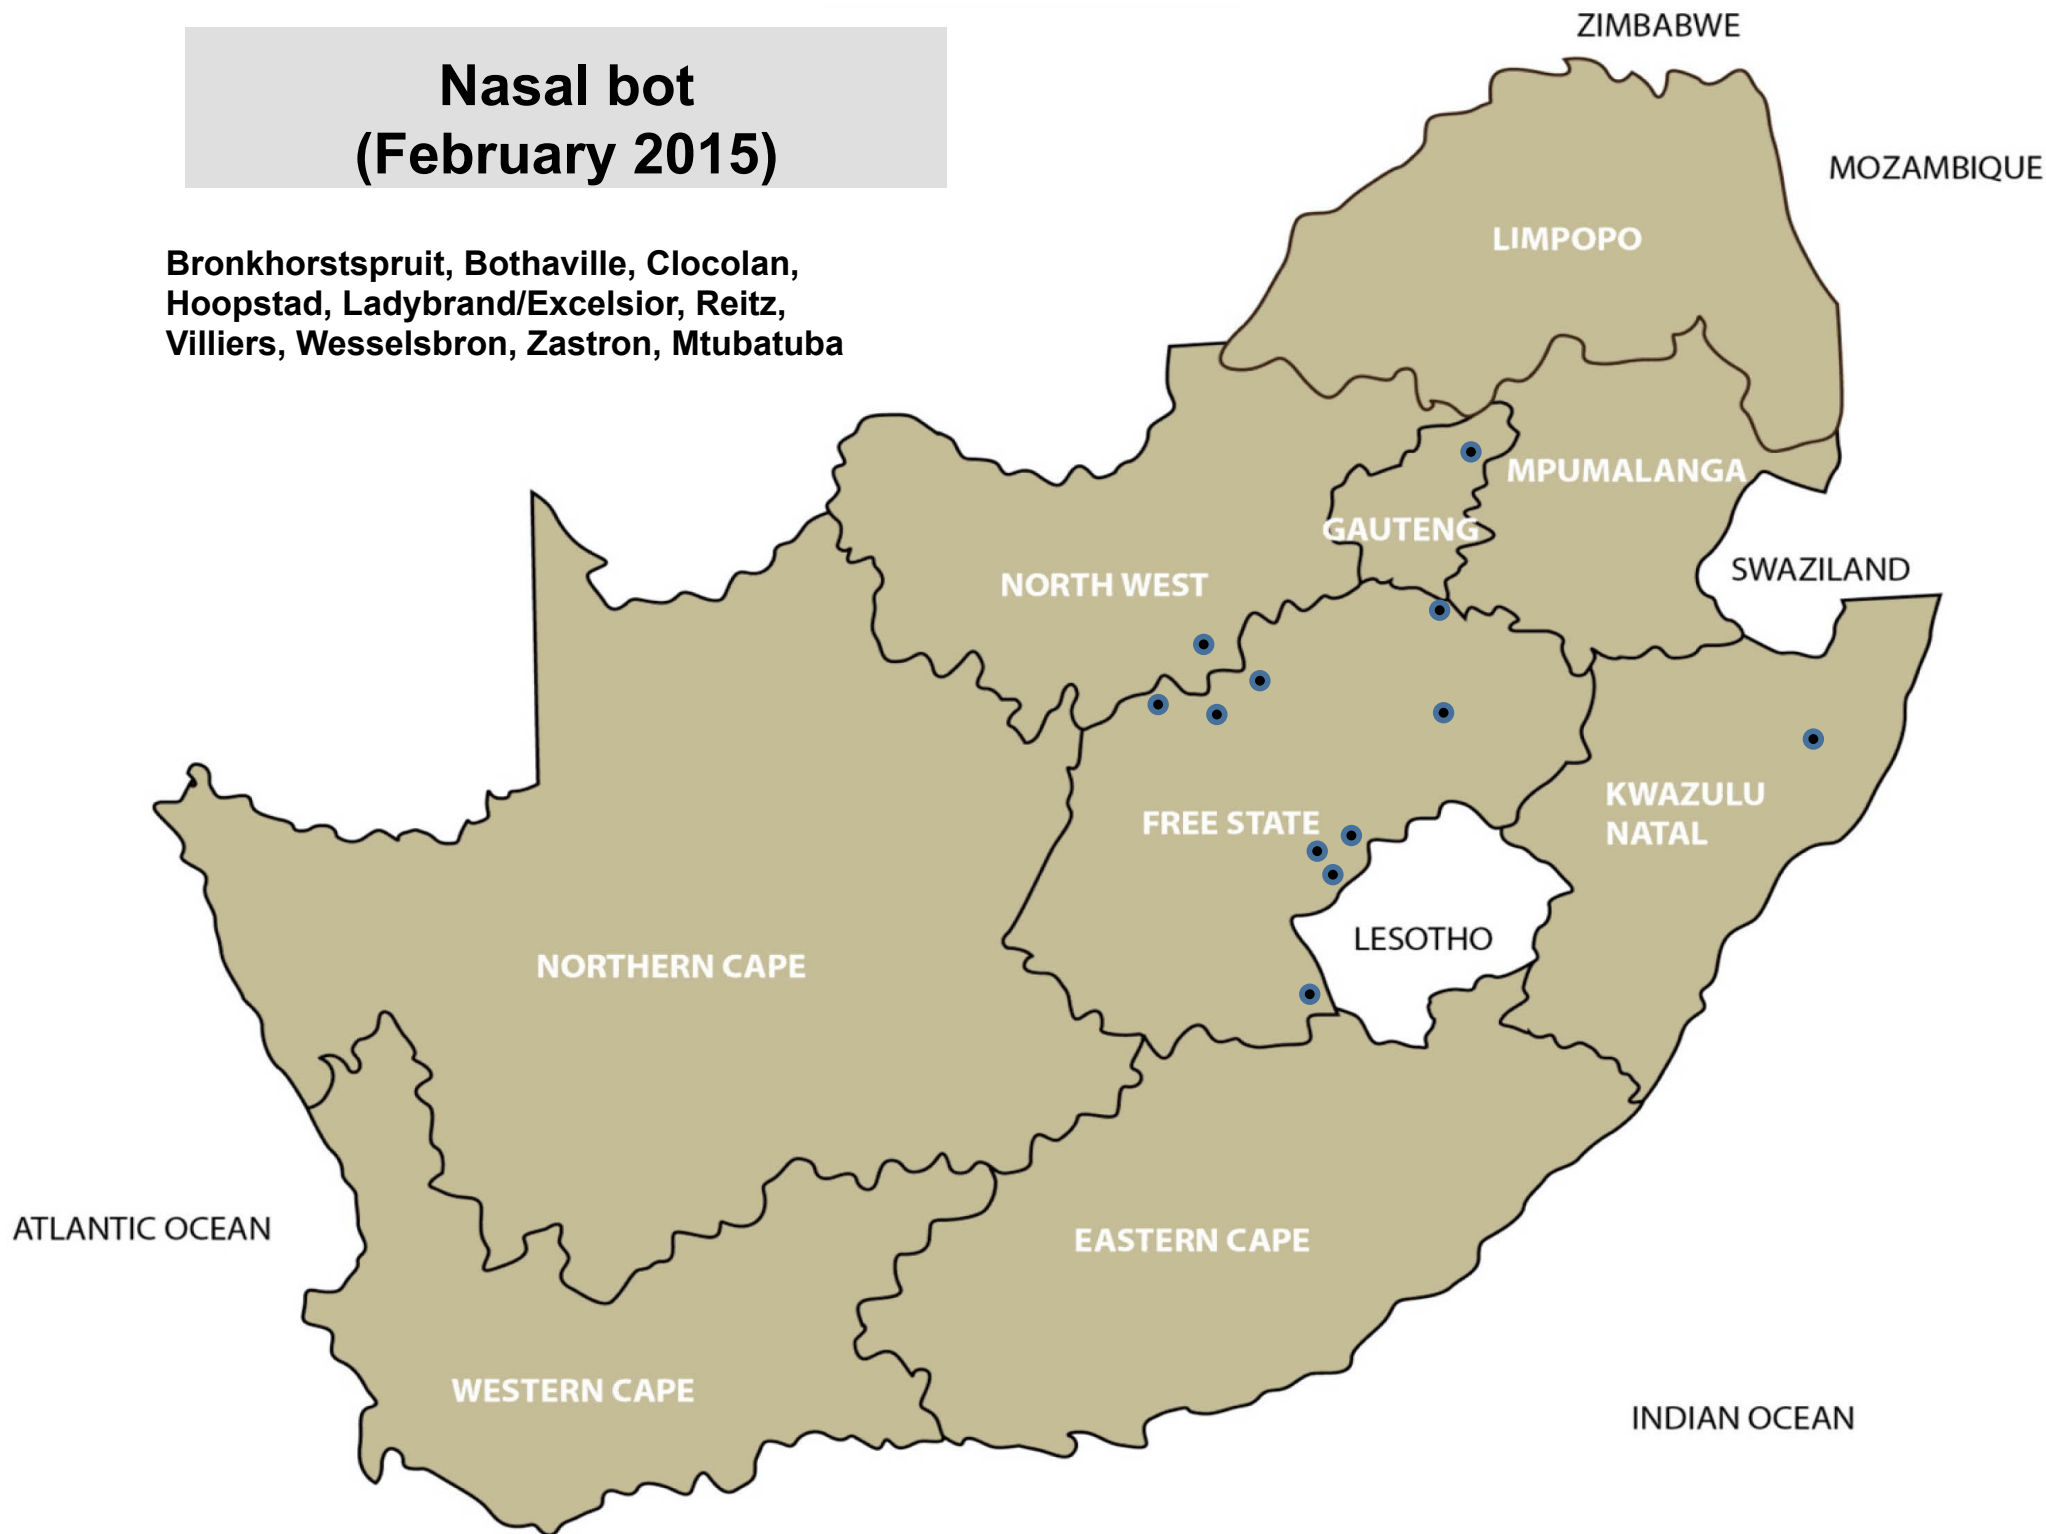 Nasal bot
(February 2015)
Bronkhorstspruit, Bothaville, Clocolan,
Hoopstad, Ladybrand/Excelsior, Reitz,
Villiers, Wesselsbron, Zastron, Mtubatuba
ZIMBABWE
MOZAMBIQUE
LIMPOPO
MPUMALANGA
GAUTENG
SWAZILAND
NORTH WEST
KWAZULU
NATAL
FREE STATE
LESOTHO
NORTHERN CAPE
ATLANTIC OCEAN
EASTERN CAPE
WESTERN CAPE
INDIAN OCEAN